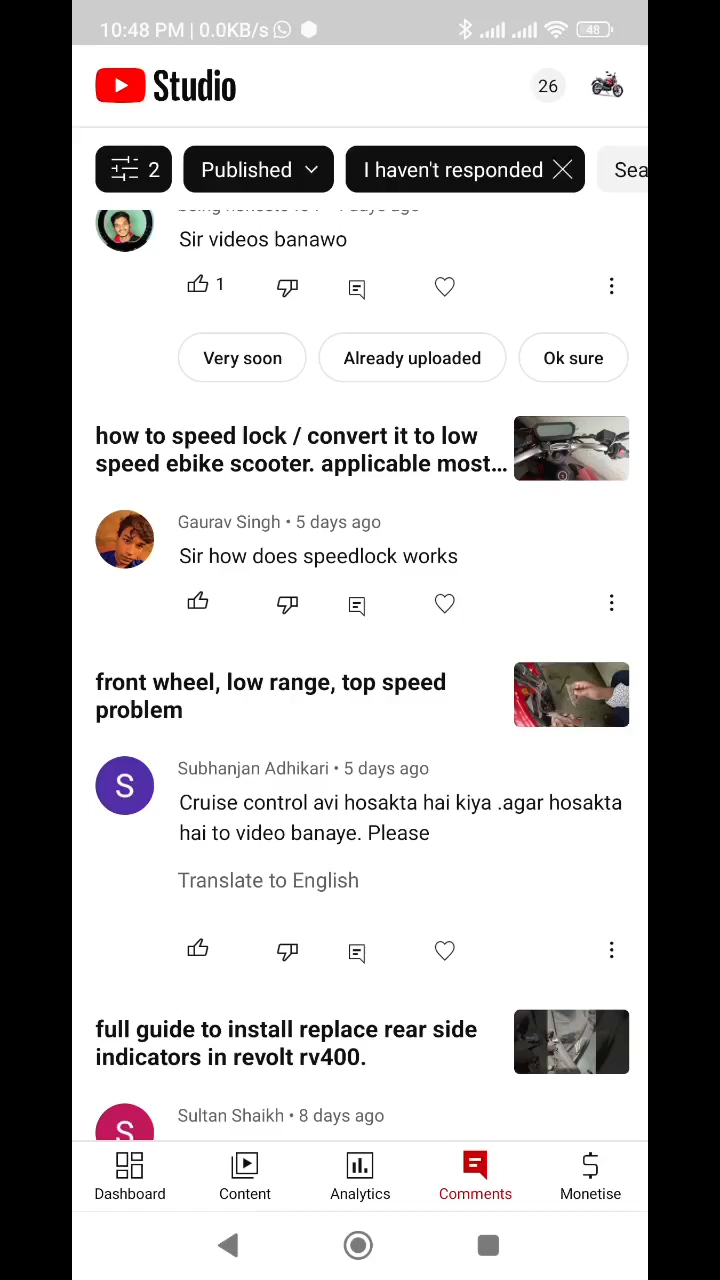 10:48 PM | 0.0KB/s
48
Studio
26
2
Published
I haven't responded
Sea
days ago
Sir videos banawo
1
Very soon
Already uploaded
Ok sure
how to speed lock / convert it to low
speed ebike scooter. applicable most...
Gaurav Singh • 5 days ago
Sir how does speedlock works
front wheel, low range, top speed
problem
S
Subhanjan Adhikari • 5 days ago
Cruise control avi hosakta hai kiya .agar hosakta
hai to video banaye. Please
Translate to English
full guide to install replace rear side
indicators in revolt rv400.
S
Sultan Shaikh • 8 days ago
Dashboard
Content
Analytics
Comments
Monetise